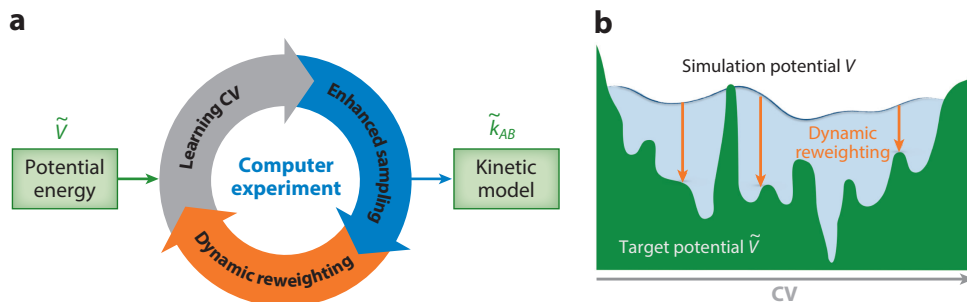 a
Ṽ
Potential
energy
Learning CV
Enhanced sampling
Dynamic reweighting
Computer
experiment
k̃_AB
Kinetic
model
b
Simulation potential V
Dynamic
reweighting
Target potential Ṽ
CV